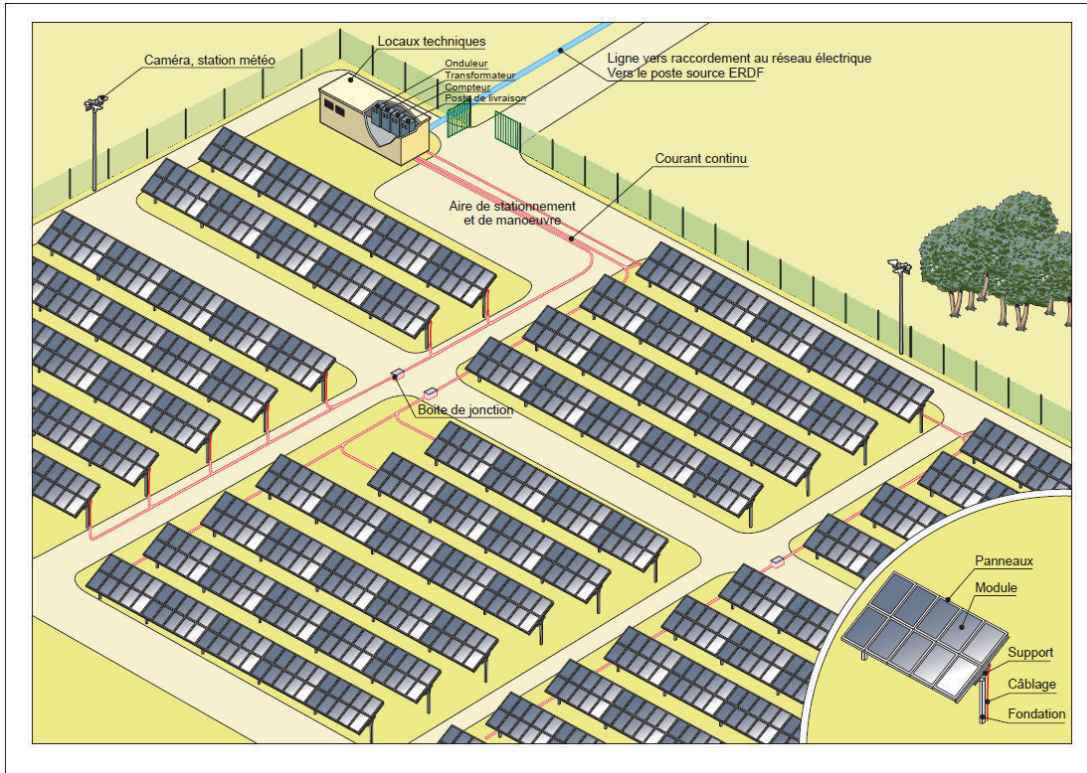 Locaux techniques
Caméra, station météo
Onduleur
Transformateur
Compteur
Poste de livraison
Ligne vers raccordement au réseau électrique
Vers le poste source ERDF
Courant continu
Aire de stationnement
et de manoeuvre
Boite de jonction
Panneaux
Module
Support
Câblage
Fondation